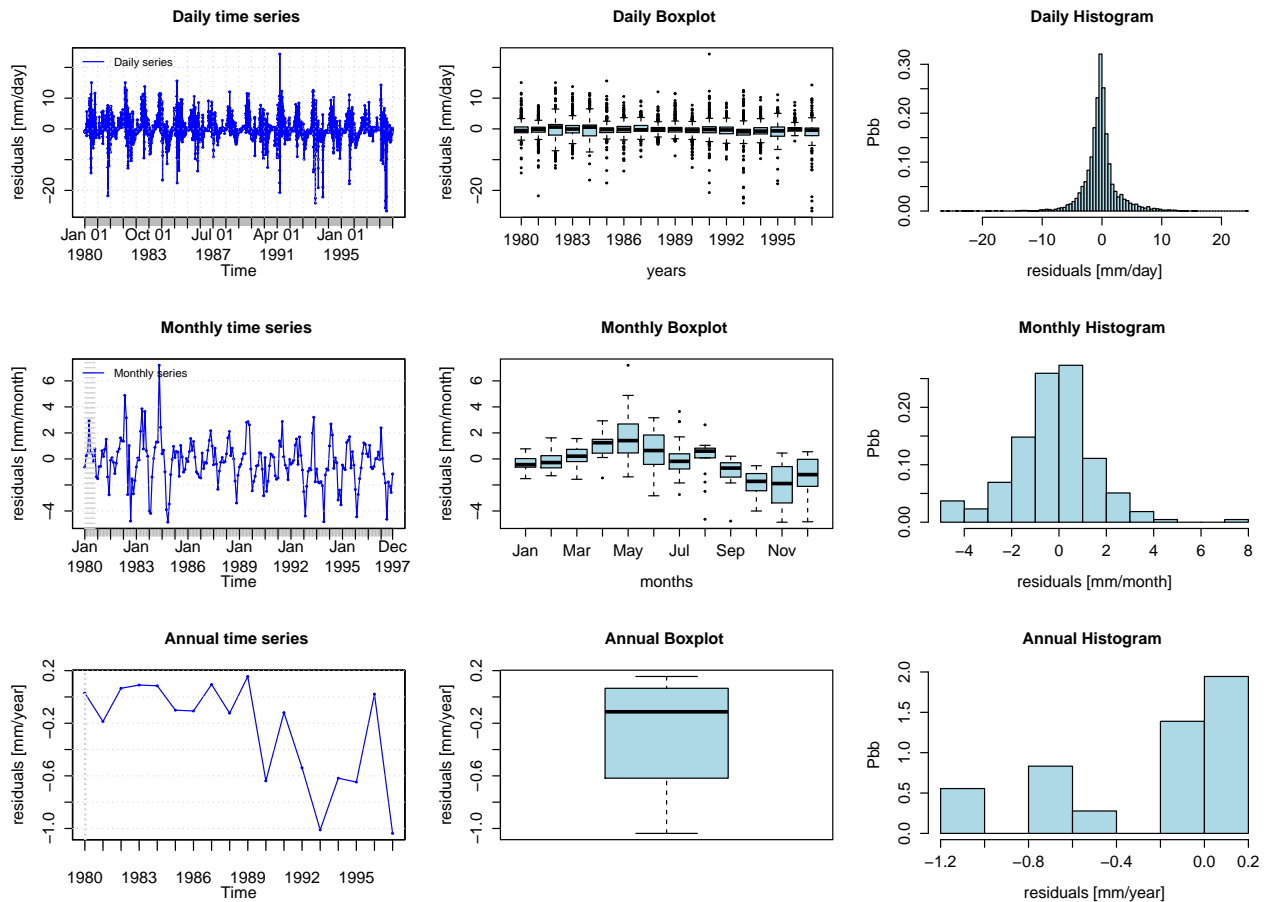 Daily time series
residuals [mm/day]
10
0
−20
Daily series
Jan 01 Oct 01 Jul 01 Apr 01 Jan 01
1980 1983 1987 1991 1995
Time
Daily Boxplot
residuals [mm/day]
10
0
−20
1980 1983 1986 1989 1992 1995
years
Daily Histogram
Pbb
0.30
0.20
0.10
0.00
−20 −10 0 10 20
residuals [mm/day]
Monthly time series
residuals [mm/month]
6
4
2
0
−4
Monthly series
Jan Jan Jan Jan Jan Jan Dec
1980 1983 1986 1989 1992 1995 1997
Time
Monthly Boxplot
residuals [mm/month]
6
4
2
0
−4
Jan Mar May Jul Sep Nov
months
Monthly Histogram
Pbb
0.20
0.10
0.00
−4 −2 0 2 4 6 8
residuals [mm/month]
Annual time series
residuals [mm/year]
0.2
−0.2
−0.6
−1.0
1980 1983 1986 1989 1992 1995
Time
Annual Boxplot
residuals [mm/year]
0.2
−0.2
−0.6
−1.0
Annual Histogram
Pbb
2.0
1.5
1.0
0.5
0.0
−1.2 −0.8 −0.4 0.0 0.2
residuals [mm/year]